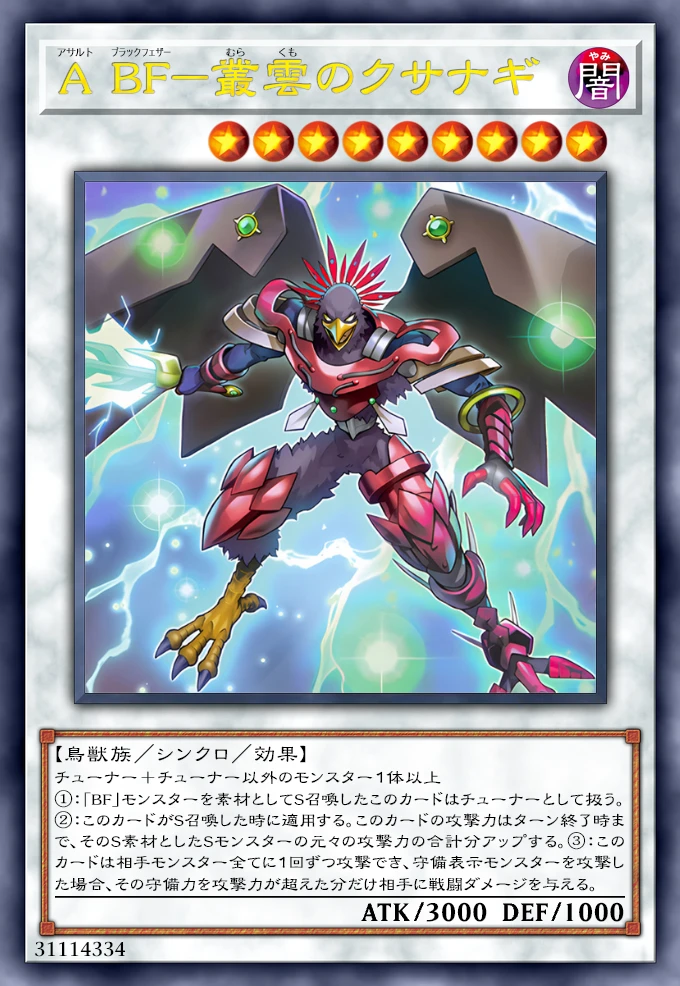 アサルト ブラックフェザー むら くも
A BF－叢雲のクサナギ
やみ
闇
【鳥獣族／シンクロ／効果】
チューナー＋チューナー以外のモンスター1体以上
①：「BF」モンスターを素材としてS召喚したこのカードはチューナーとして扱う。
②：このカードがS召喚した時に適用する。このカードの攻撃力はターン終了時ま
で、そのS素材としたSモンスターの元々の攻撃力の合計分アップする。③：この
カードは相手モンスター全てに1回ずつ攻撃でき、守備表示モンスターを攻撃し
た場合、その守備力を攻撃力が超えた分だけ相手に戦闘ダメージを与える。
ATK/3000 DEF/1000
31114334